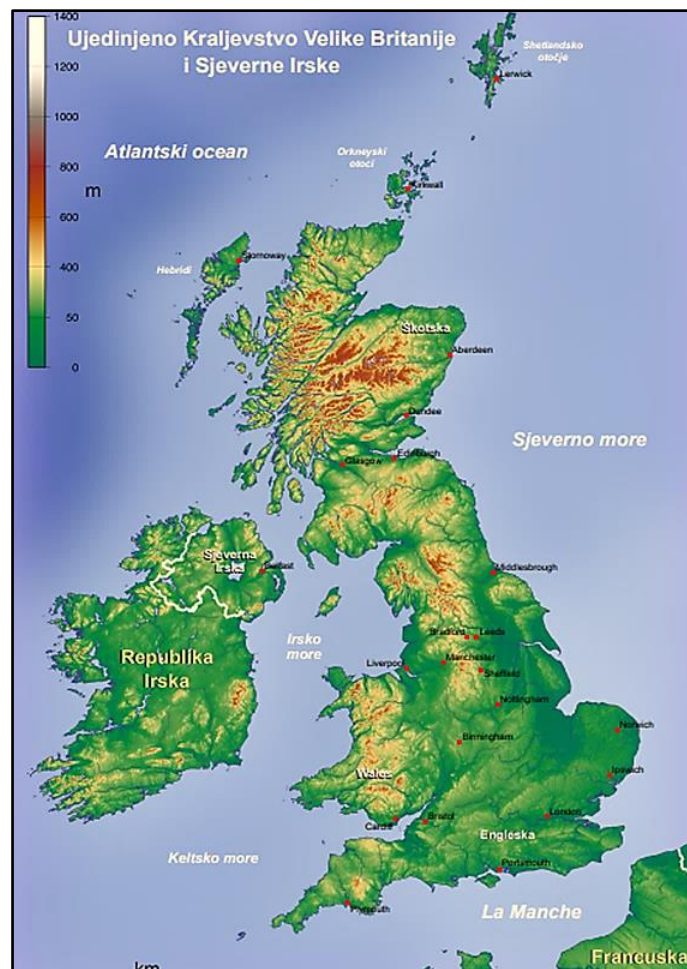 1400
1200
1000
800
600
400
50
0
m
Ujedinjeno Kraljevstvo Velike Britanije
i Sjeverne Irske
Shetlandsko
otočje
Lerwick
Atlantski ocean
Orkneyski
otoci
Kirkwall
Stornoway
Hebridi
Škotska
Aberdeen
Dundee
Sjeverno more
Edinburgh
Glasgow
Sjeverna
Irska
Belfast
Middlesbrough
Irsko
more
Bradford
Leeds
Republika
Irska
Liverpool
Manchester
Sheffield
Nottingham
Norwich
Birmingham
Wales
Ipswich
Cardiff
Bristol
London
Engleska
Keltsko more
Portsmouth
Plymouth
La Manche
Francuska
km